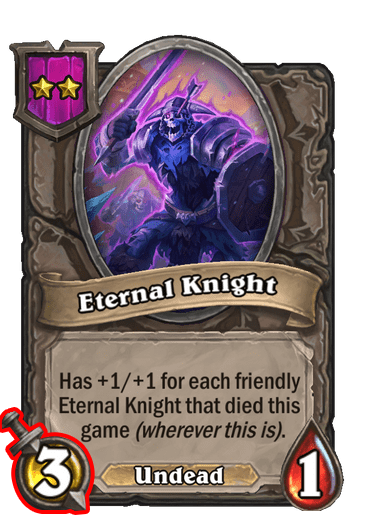 Eternal Knight
Has +1/+1 for each friendly
Eternal Knight that died this
game (wherever this is).
3
Undead
1